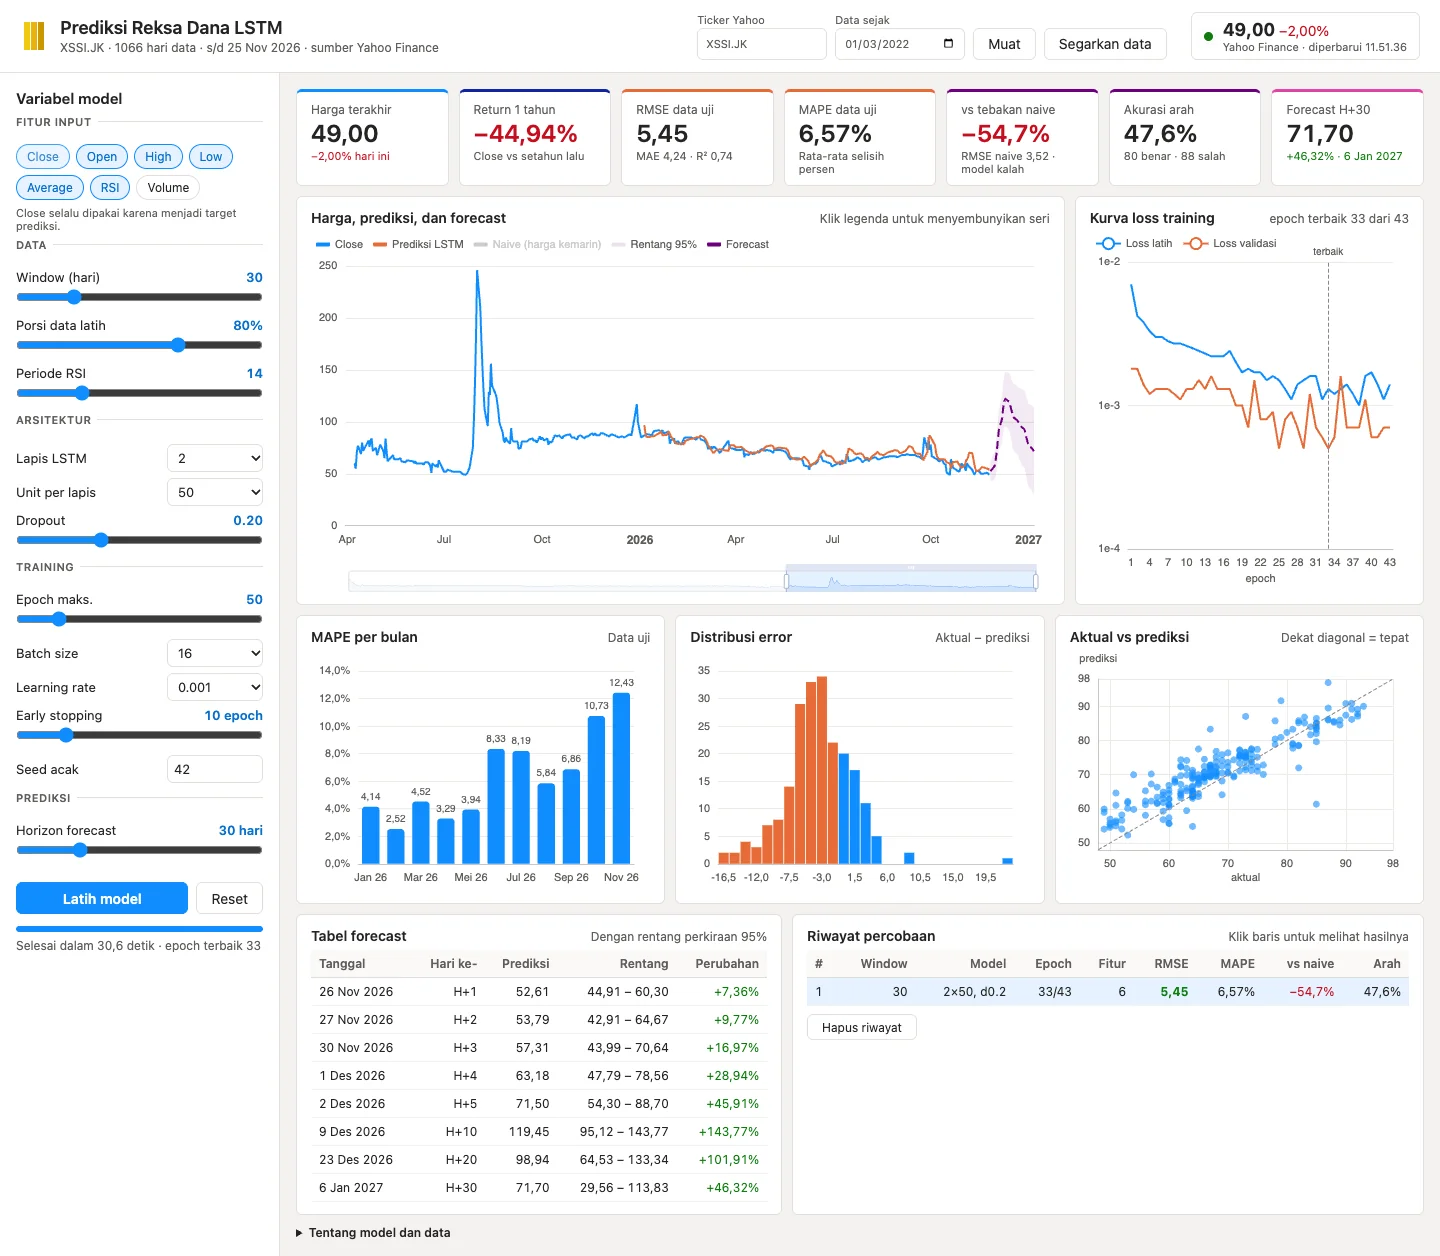 Prediksi Reksa Dana LSTM
XSSI.JK · 1066 hari data · s/d 25 Nov 2026 · sumber Yahoo Finance
Ticker Yahoo
XSSI.JK
Data sejak
01/03/2022
Muat
Segarkan data
49,00 −2,00%
Yahoo Finance · diperbarui 11.51.36
Variabel model
FITUR INPUT
Close Open High Low
Average RSI Volume
Close selalu dipakai karena menjadi target
prediksi.
DATA
Window (hari) 30
Porsi data latih 80%
Periode RSI 14
ARSITEKTUR
Lapis LSTM 2
Unit per lapis 50
Dropout 0.20
TRAINING
Epoch maks. 50
Batch size 16
Learning rate 0.001
Early stopping 10 epoch
Seed acak 42
PREDIKSI
Horizon forecast 30 hari
Latih model Reset
Selesai dalam 30,6 detik · epoch terbaik 33
Harga terakhir
49,00
−2,00% hari ini
Return 1 tahun
−44,94%
Close vs setahun lalu
RMSE data uji
5,45
MAE 4,24 · R² 0,74
MAPE data uji
6,57%
Rata-rata selisih
persen
vs tebakan naive
−54,7%
RMSE naive 3,52 ·
model kalah
Akurasi arah
47,6%
80 benar · 88 salah
Forecast H+30
71,70
+46,32% · 6 Jan 2027
Harga, prediksi, dan forecast Klik legenda untuk menyembunyikan seri
Close Prediksi LSTM Naive (harga kemarin) Rentang 95% Forecast
250
200
150
100
50
0
Apr Jul Oct 2026 Apr Jul Oct 2027
Kurva loss training epoch terbaik 33 dari 43
Loss latih Loss validasi
terbaik
1e-2
1e-3
1e-4
1 4 7 10 13 16 19 22 25 28 31 34 37 40 43
epoch
MAPE per bulan Data uji
14,0%
12,0%
10,0%
8,0%
6,0%
4,0%
2,0%
0,0%
4,14 2,52 4,52 3,29 3,94 8,33 8,19 5,84 6,86 10,73 12,43
Jan 26 Mar 26 Mei 26 Jul 26 Sep 26 Nov 26
Distribusi error Aktual − prediksi
35
30
25
20
15
10
5
0
-16,5 -12,0 -7,5 -3,0 1,5 6,0 10,5 15,0 19,5
Aktual vs prediksi Dekat diagonal = tepat
prediksi
98
90
80
70
60
50
50 60 70 80 90 98
aktual
Tabel forecast Dengan rentang perkiraan 95%
Tanggal Hari ke- Prediksi Rentang Perubahan
26 Nov 2026 H+1 52,61 44,91 – 60,30 +7,36%
27 Nov 2026 H+2 53,79 42,91 – 64,67 +9,77%
30 Nov 2026 H+3 57,31 43,99 – 70,64 +16,97%
1 Des 2026 H+4 63,18 47,79 – 78,56 +28,94%
2 Des 2026 H+5 71,50 54,30 – 88,70 +45,91%
9 Des 2026 H+10 119,45 95,12 – 143,77 +143,77%
23 Des 2026 H+20 98,94 64,53 – 133,34 +101,91%
6 Jan 2027 H+30 71,70 29,56 – 113,83 +46,32%
Riwayat percobaan Klik baris untuk melihat hasilnya
# Window Model Epoch Fitur RMSE MAPE vs naive Arah
1 30 2×50, d0.2 33/43 6 5,45 6,57% −54,7% 47,6%
Hapus riwayat
Tentang model dan data